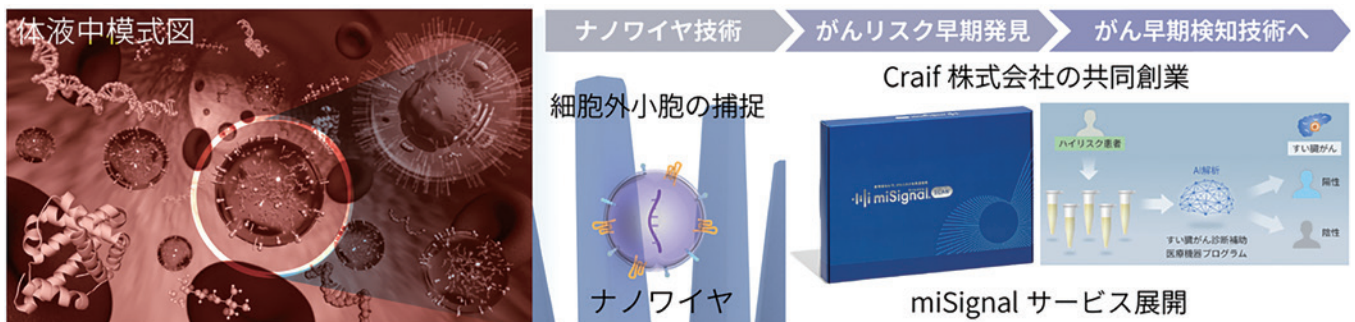 体液中模式図
ナノワイヤ技術
がんリスク早期発見
がん早期検知技術へ
細胞外小胞の捕捉
ナノワイヤ
Craif 株式会社の共同創業
miSignal
miSignal サービス展開
ハイリスク患者
AI解析
すい臓がん診断補助
医療機器プログラム
すい臓がん
陽性
陰性